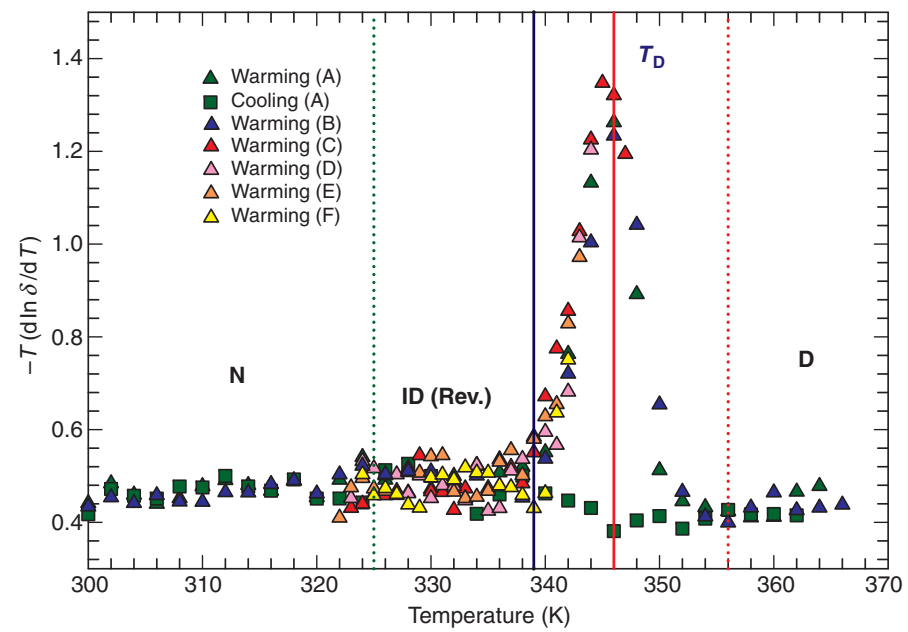 1.4
1.2
1.0
0.8
0.6
0.4
−T (d ln δ/d T)
Warming (A)
Cooling (A)
Warming (B)
Warming (C)
Warming (D)
Warming (E)
Warming (F)
T_D
N
ID (Rev.)
D
300 310 320 330 340 350 360 370
Temperature (K)